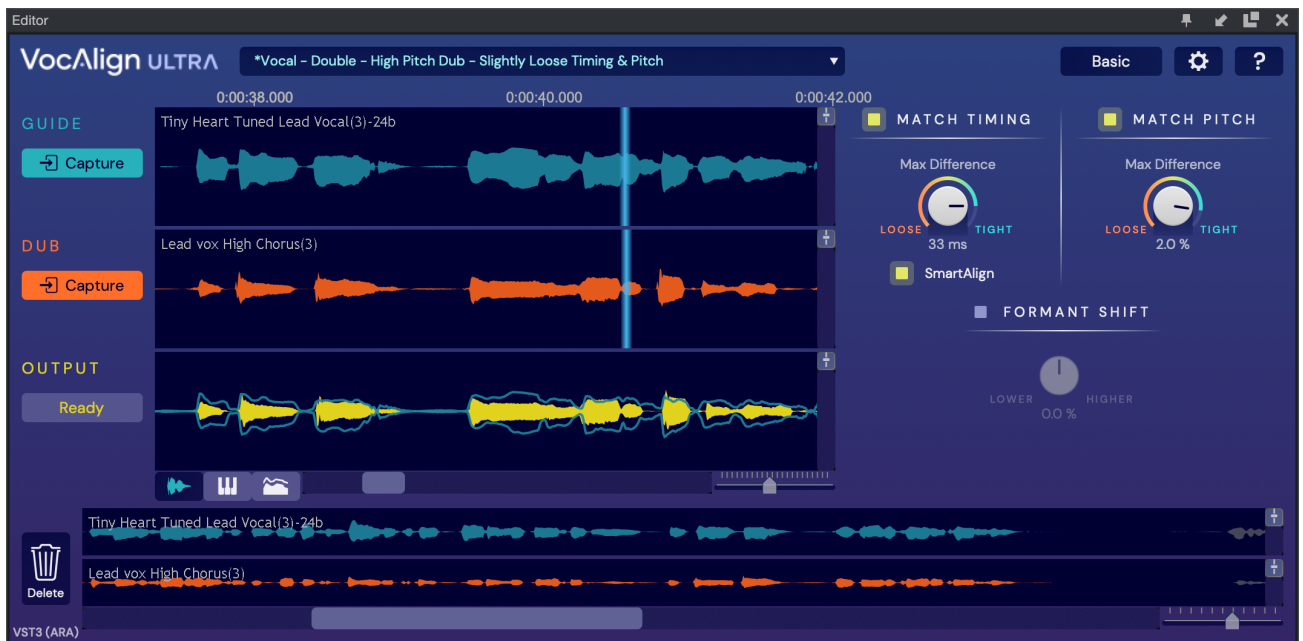 Editor
VocAlign ULTRA
*Vocal - Double - High Pitch Dub - Slightly Loose Timing & Pitch
Basic
?
0:00:38.000 0:00:40.000 0:00:42.000
GUIDE
Capture
Tiny Heart Tuned Lead Vocal(3)-24b
DUB
Capture
Lead vox High Chorus(3)
OUTPUT
Ready
MATCH TIMING
Max Difference
LOOSE TIGHT
33 ms
SmartAlign
MATCH PITCH
Max Difference
LOOSE TIGHT
2.0 %
FORMANT SHIFT
LOWER HIGHER
0.0 %
Tiny Heart Tuned Lead Vocal(3)-24b
Lead vox High Chorus(3)
Delete
VST3 (ARA)